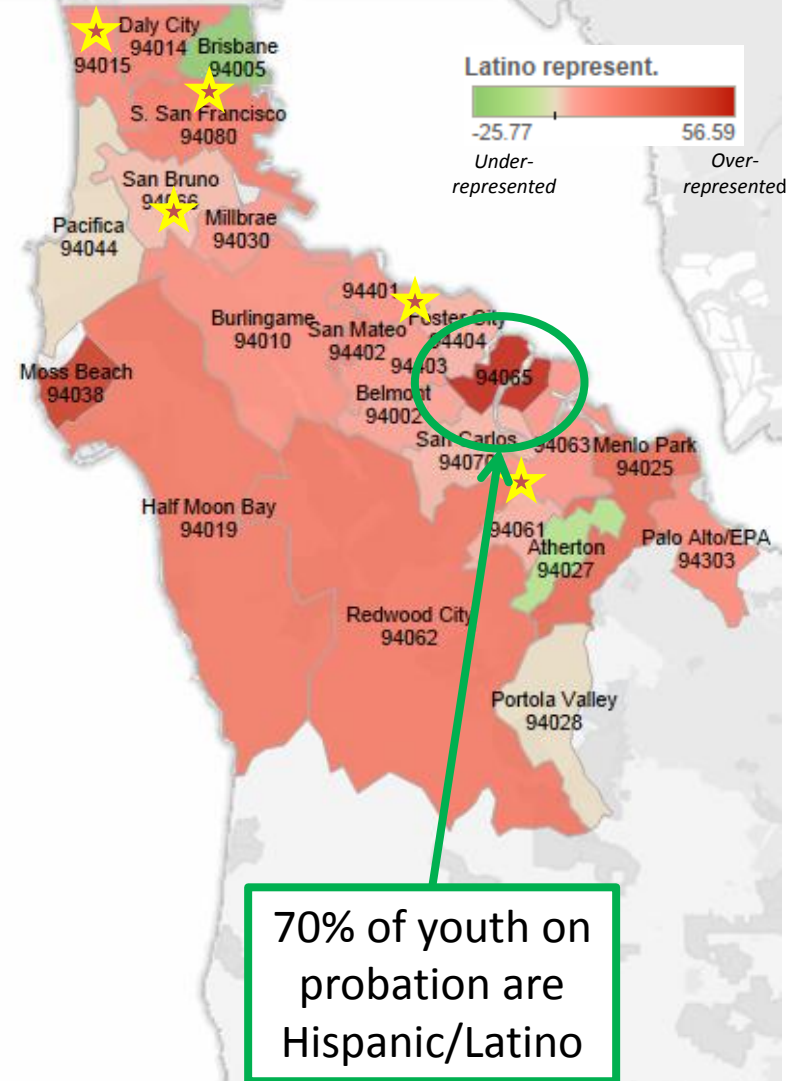 Daly City
94014
94015
Brisbane
94005
S. San Francisco
94080
San Bruno
94066
Pacifica
94044
Millbrae
94030
Latino represent.
-25.77
56.59
Under-
represented
Over-
represented
94401
Burlingame
94010
San Mateo
94402
94403
Foster City
94404
Moss Beach
94038
94065
Belmont
94002
San Carlos
94070
94063
Menlo Park
94025
Half Moon Bay
94019
94061
Atherton
94027
Palo Alto/EPA
94303
Redwood City
94062
Portola Valley
94028
70% of youth on
probation are
Hispanic/Latino